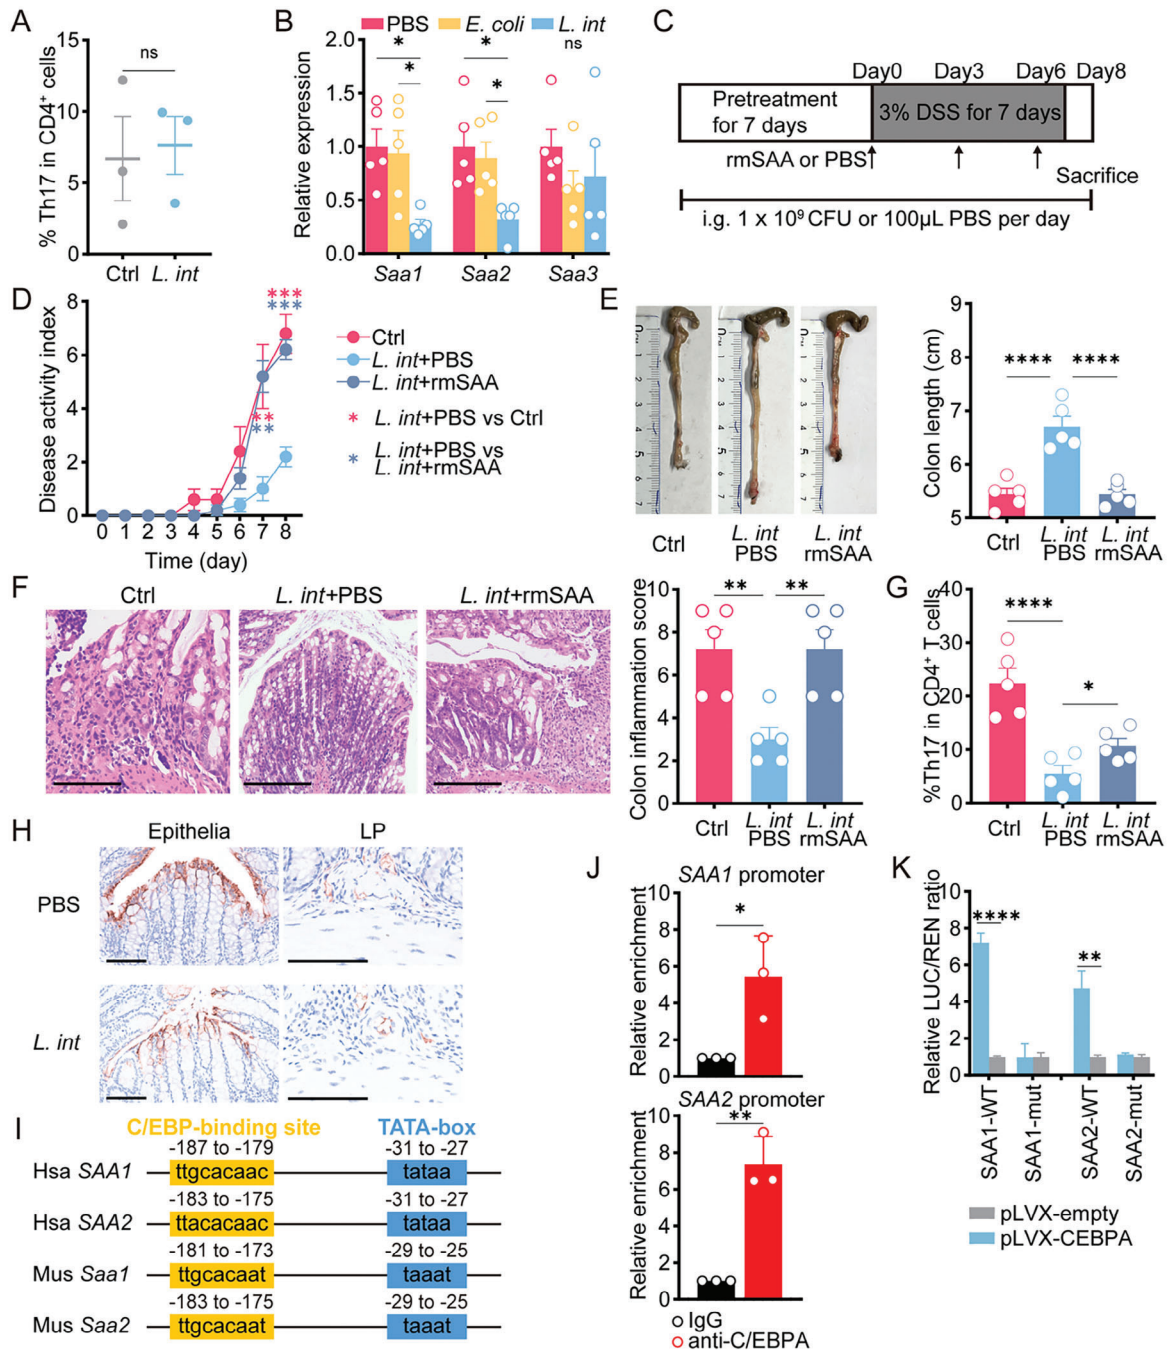 A
% Th17 in CD4⁺ cells
15
10
5
0
ns
Ctrl L. int
B
PBS E. coli L. int
Relative expression
2.0
1.5
1.0
0.5
0.0
* * * * ns
Saa1 Saa2 Saa3
C
Day0 Day3 Day6 Day8
Pretreatment
for 7 days
3% DSS for 7 days
rmSAA or PBS
Sacrifice
i.g. 1 x 10⁹ CFU or 100μL PBS per day
D
Disease activity index
8
6
4
2
0
***
***
**
**
0 1 2 3 4 5 6 7 8
Time (day)
Ctrl
L. int+PBS
L. int+rmSAA
* L. int+PBS vs Ctrl
* L. int+PBS vs
L. int+rmSAA
E
Ctrl
L. int
PBS
L. int
rmSAA
Colon length (cm)
9
8
7
6
5
**** ****
Ctrl
L. int
PBS
L. int
rmSAA
F
Ctrl L. int+PBS L. int+rmSAA
Colon inflammation score
10
8
6
4
2
0
** **
Ctrl
L. int
PBS
L. int
rmSAA
G
%Th17 in CD4⁺ T cells
40
30
20
10
0
****
*
Ctrl
L. int
PBS
L. int
rmSAA
H
Epithelia LP
PBS
L. int
I
C/EBP-binding site TATA-box
-187 to -179 -31 to -27
Hsa SAA1 ttgcacaac tataa
-183 to -175 -31 to -27
Hsa SAA2 ttacacaac tataa
-181 to -173 -29 to -25
Mus Saa1 ttgcacaat taaat
-183 to -175 -29 to -25
Mus Saa2 ttgcacaat taaat
J
SAA1 promoter
Relative enrichment
10
8
6
4
2
0
*
SAA2 promoter
Relative enrichment
10
8
6
4
2
0
**
IgG
anti-C/EBPA
K
Relative LUC/REN ratio
10
8
6
4
2
0
****
**
SAA1-WT
SAA1-mut
SAA2-WT
SAA2-mut
pLVX-empty
pLVX-CEBPA